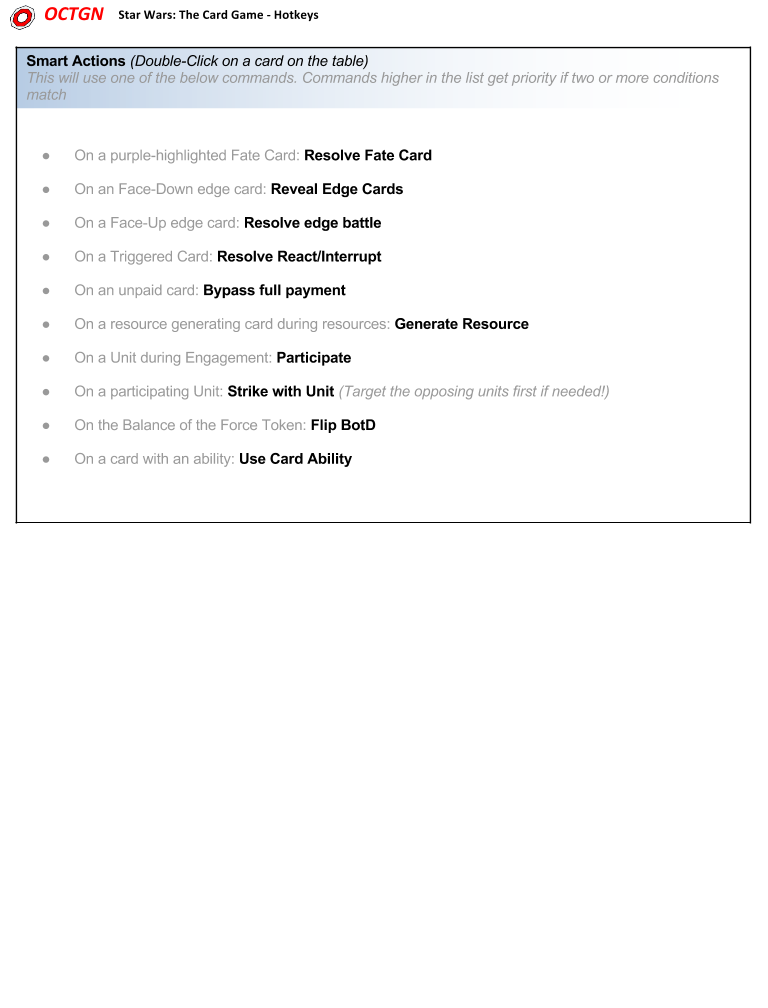 OCTGN Star Wars: The Card Game - Hotkeys
Smart Actions (Double-Click on a card on the table)
This will use one of the below commands. Commands higher in the list get priority if two or more conditions
match
● On a purple-highlighted Fate Card: Resolve Fate Card
● On an Face-Down edge card: Reveal Edge Cards
● On a Face-Up edge card: Resolve edge battle
● On a Triggered Card: Resolve React/Interrupt
● On an unpaid card: Bypass full payment
● On a resource generating card during resources: Generate Resource
● On a Unit during Engagement: Participate
● On a participating Unit: Strike with Unit (Target the opposing units first if needed!)
● On the Balance of the Force Token: Flip BotD
● On a card with an ability: Use Card Ability